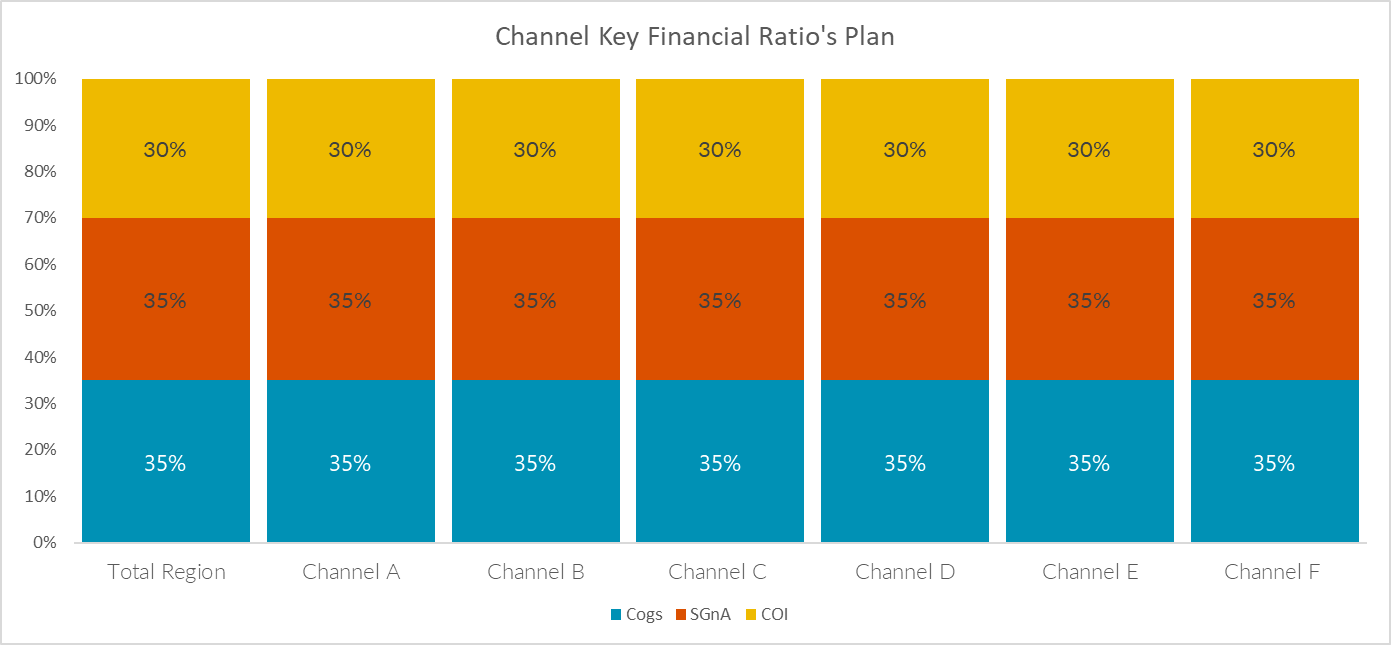 Channel Key Financial Ratio's Plan
100%
90%
80%
70%
60%
50%
40%
30%
20%
10%
0%
30% 30% 30% 30% 30% 30% 30%
35% 35% 35% 35% 35% 35% 35%
35% 35% 35% 35% 35% 35% 35%
Total Region Channel A Channel B Channel C Channel D Channel E Channel F
Cogs SGnA COI